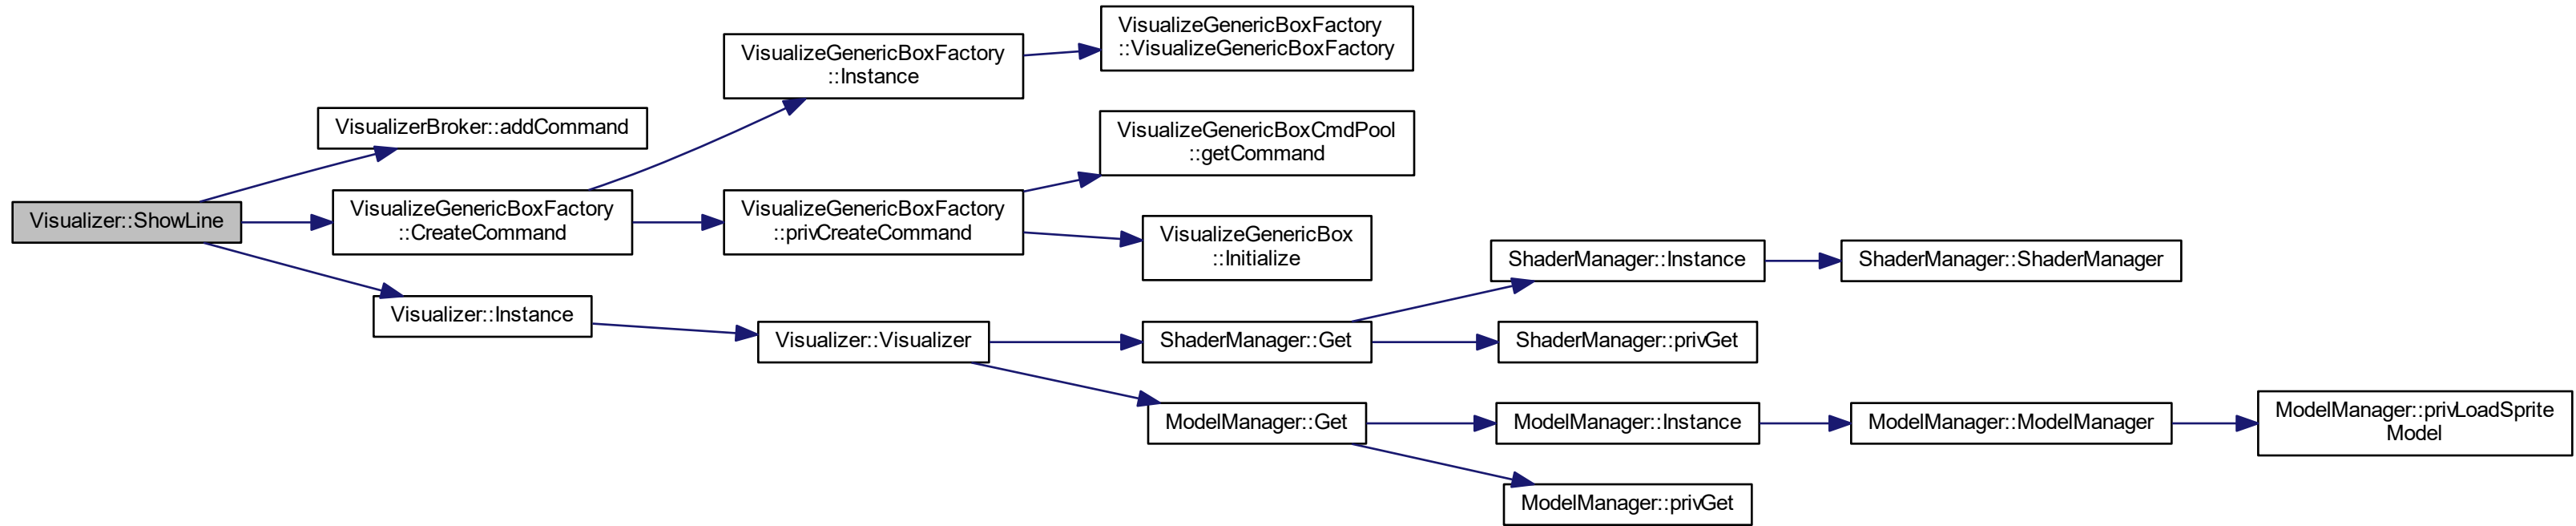 Visualizer::ShowLine
VisualizerBroker::addCommand
VisualizeGenericBoxFactory
::CreateCommand
Visualizer::Instance
VisualizeGenericBoxFactory
::Instance
VisualizeGenericBoxFactory
::privCreateCommand
Visualizer::Visualizer
VisualizeGenericBoxFactory
::VisualizeGenericBoxFactory
VisualizeGenericBoxCmdPool
::getCommand
VisualizeGenericBox
::Initialize
ShaderManager::Get
ModelManager::Get
ShaderManager::Instance
ShaderManager::privGet
ModelManager::Instance
ModelManager::privGet
ShaderManager::ShaderManager
ModelManager::ModelManager
ModelManager::privLoadSprite
Model